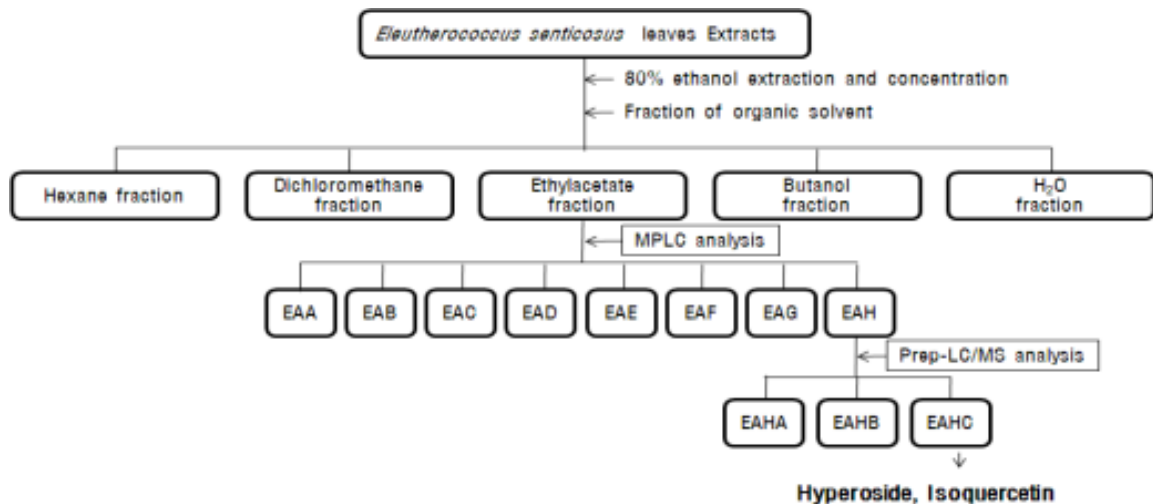 Eleutherococcus senticosus leaves Extracts
80% ethanol extraction and concentration
Fraction of organic solvent
Hexane fraction
Dichloromethane
fraction
Ethylacetate
fraction
Butanol
fraction
H₂O
fraction
MPLC analysis
EAA
EAB
EAC
EAD
EAE
EAF
EAG
EAH
Prep-LC/MS analysis
EAHA
EAHB
EAHC
Hyperoside, Isoquercetin